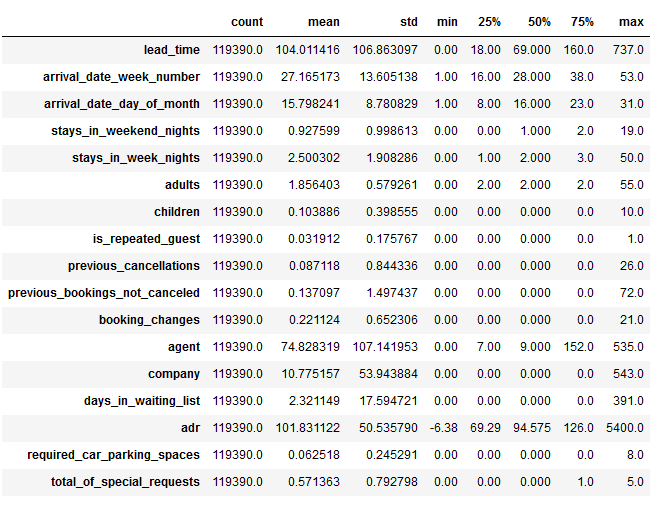 count mean std min 25% 50% 75% max
lead_time 119390.0 104.011416 106.863097 0.00 18.00 69.000 160.0 737.0
arrival_date_week_number 119390.0 27.165173 13.605138 1.00 16.00 28.000 38.0 53.0
arrival_date_day_of_month 119390.0 15.798241 8.780829 1.00 8.00 16.000 23.0 31.0
stays_in_weekend_nights 119390.0 0.927599 0.998613 0.00 0.00 1.000 2.0 19.0
stays_in_week_nights 119390.0 2.500302 1.908286 0.00 1.00 2.000 3.0 50.0
adults 119390.0 1.856403 0.579261 0.00 2.00 2.000 2.0 55.0
children 119390.0 0.103886 0.398555 0.00 0.00 0.000 0.0 10.0
is_repeated_guest 119390.0 0.031912 0.175767 0.00 0.00 0.000 0.0 1.0
previous_cancellations 119390.0 0.087118 0.844336 0.00 0.00 0.000 0.0 26.0
previous_bookings_not_canceled 119390.0 0.137097 1.497437 0.00 0.00 0.000 0.0 72.0
booking_changes 119390.0 0.221124 0.652306 0.00 0.00 0.000 0.0 21.0
agent 119390.0 74.828319 107.141953 0.00 7.00 9.000 152.0 535.0
company 119390.0 10.775157 53.943884 0.00 0.00 0.000 0.0 543.0
days_in_waiting_list 119390.0 2.321149 17.594721 0.00 0.00 0.000 0.0 391.0
adr 119390.0 101.831122 50.535790 -6.38 69.29 94.575 126.0 5400.0
required_car_parking_spaces 119390.0 0.062518 0.245291 0.00 0.00 0.000 0.0 8.0
total_of_special_requests 119390.0 0.571363 0.792798 0.00 0.00 0.000 1.0 5.0